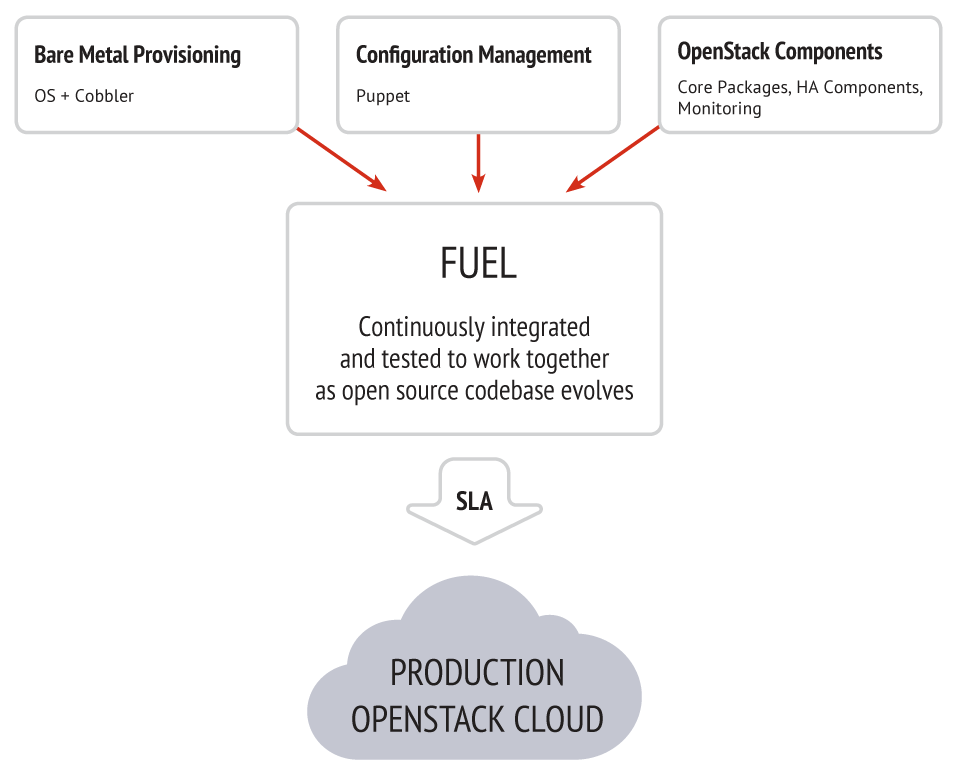 Bare Metal Provisioning
OS + Cobbler
Configuration Management
Puppet
OpenStack Components
Core Packages, HA Components,
Monitoring
FUEL
Continuously integrated
and tested to work together
as open source codebase evolves
SLA
PRODUCTION
OPENSTACK CLOUD